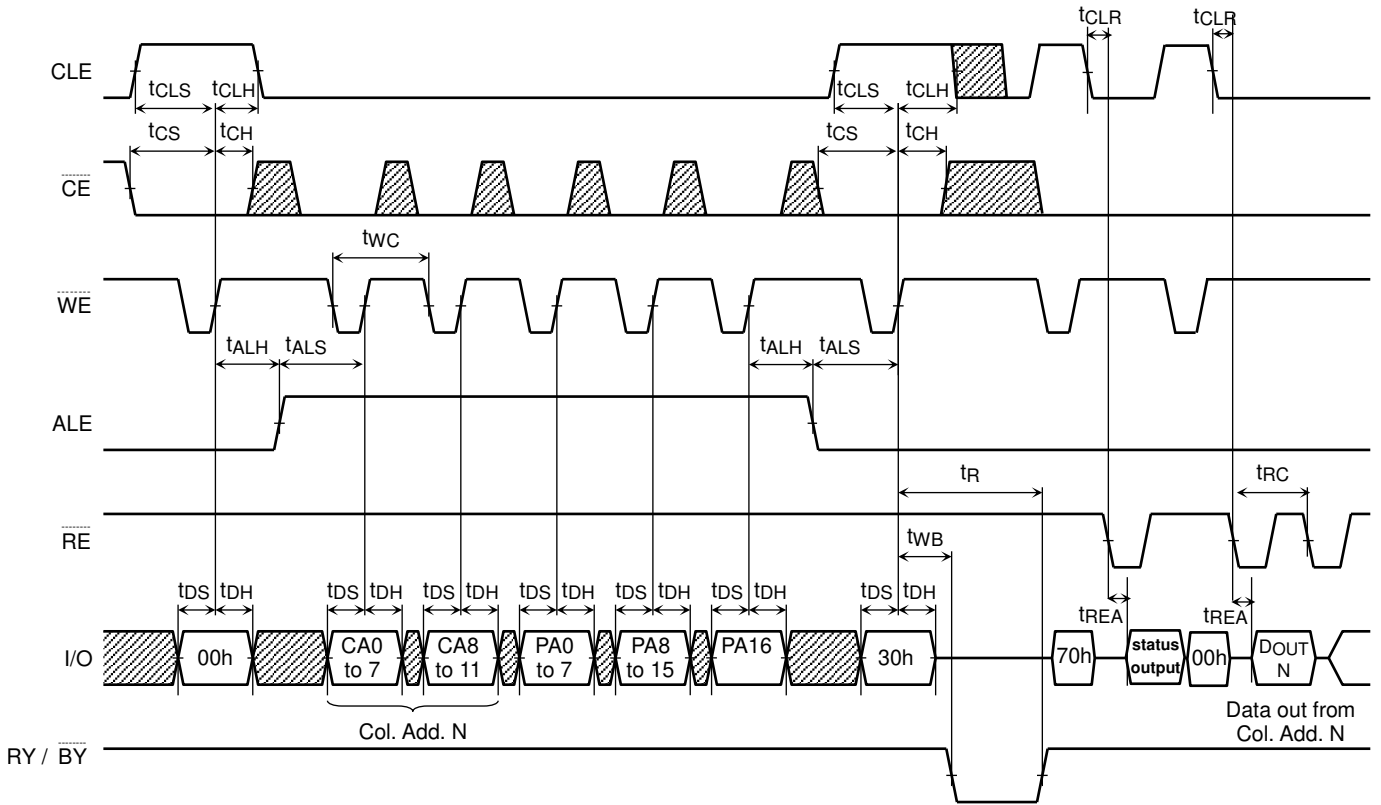 tCLR tCLR
CLE
tCLS tCLH tCLS tCLH
tCS tCH tCS tCH
CE
tWC
WE
tALH tALS tALH tALS
ALE
tR tRC
RE
tWB
tDS tDH tDS tDH tDS tDH tDS tDH tDS tDH tDS tDH tDS tDH
tREA tREA
I/O
00h
CA0
to 7
CA8
to 11
PA0
to 7
PA8
to 15
PA16
30h
70h
status
output
00h
DOUT
N
Col. Add. N
Data out from
Col. Add. N
RY / BY